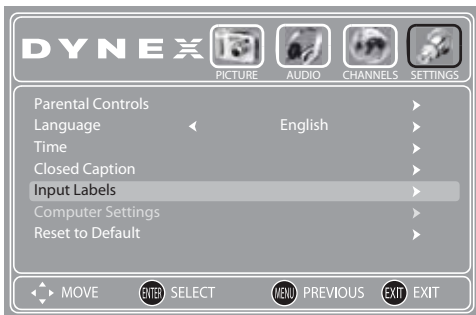 DYNEX
PICTURE AUDIO CHANNELS SETTINGS
Parental Controls
Language English
Time
Closed Caption
Input Labels
Computer Settings
Reset to Default
MOVE ENTER SELECT MENU PREVIOUS EXIT EXIT